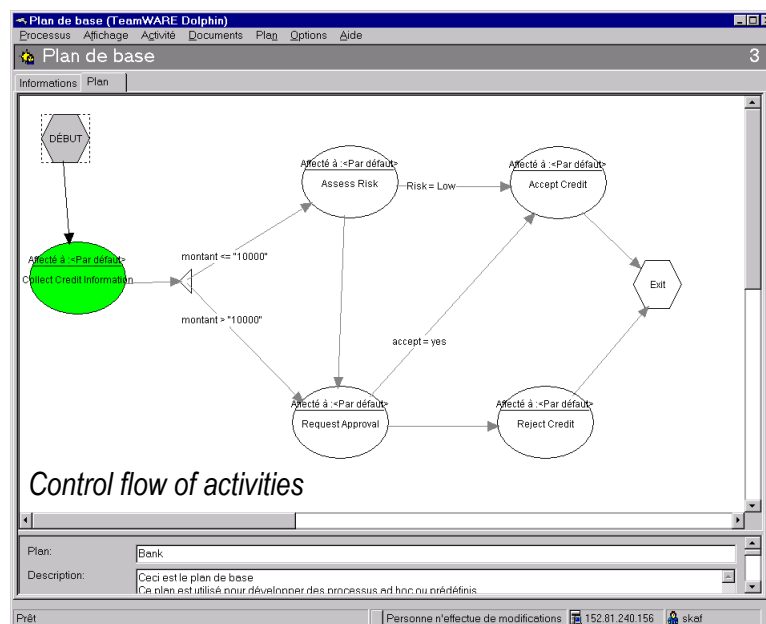 Plan de base (TeamWARE Dolphin)
Processus Affichage Activité Documents Plan Options Aide
Plan de base 3
Informations Plan
DÉBUT
Affecté à :<Par défaut>
Assess Risk
Risk = Low
Affecté à :<Par défaut>
Accept Credit
montant <= "10000"
Affecté à :<Par défaut>
Collect Credit Information
Exit
montant > "10000"
accept = yes
Affecté à :<Par défaut>
Request Approval
Affecté à :<Par défaut>
Reject Credit
Control flow of activities
Plan: Bank
Description: Ceci est le plan de base
Ce plan est utilisé pour développer des processus ad hoc ou prédéfinis
Prêt Personne n'effectue de modifications 152.81.240.156 skaf